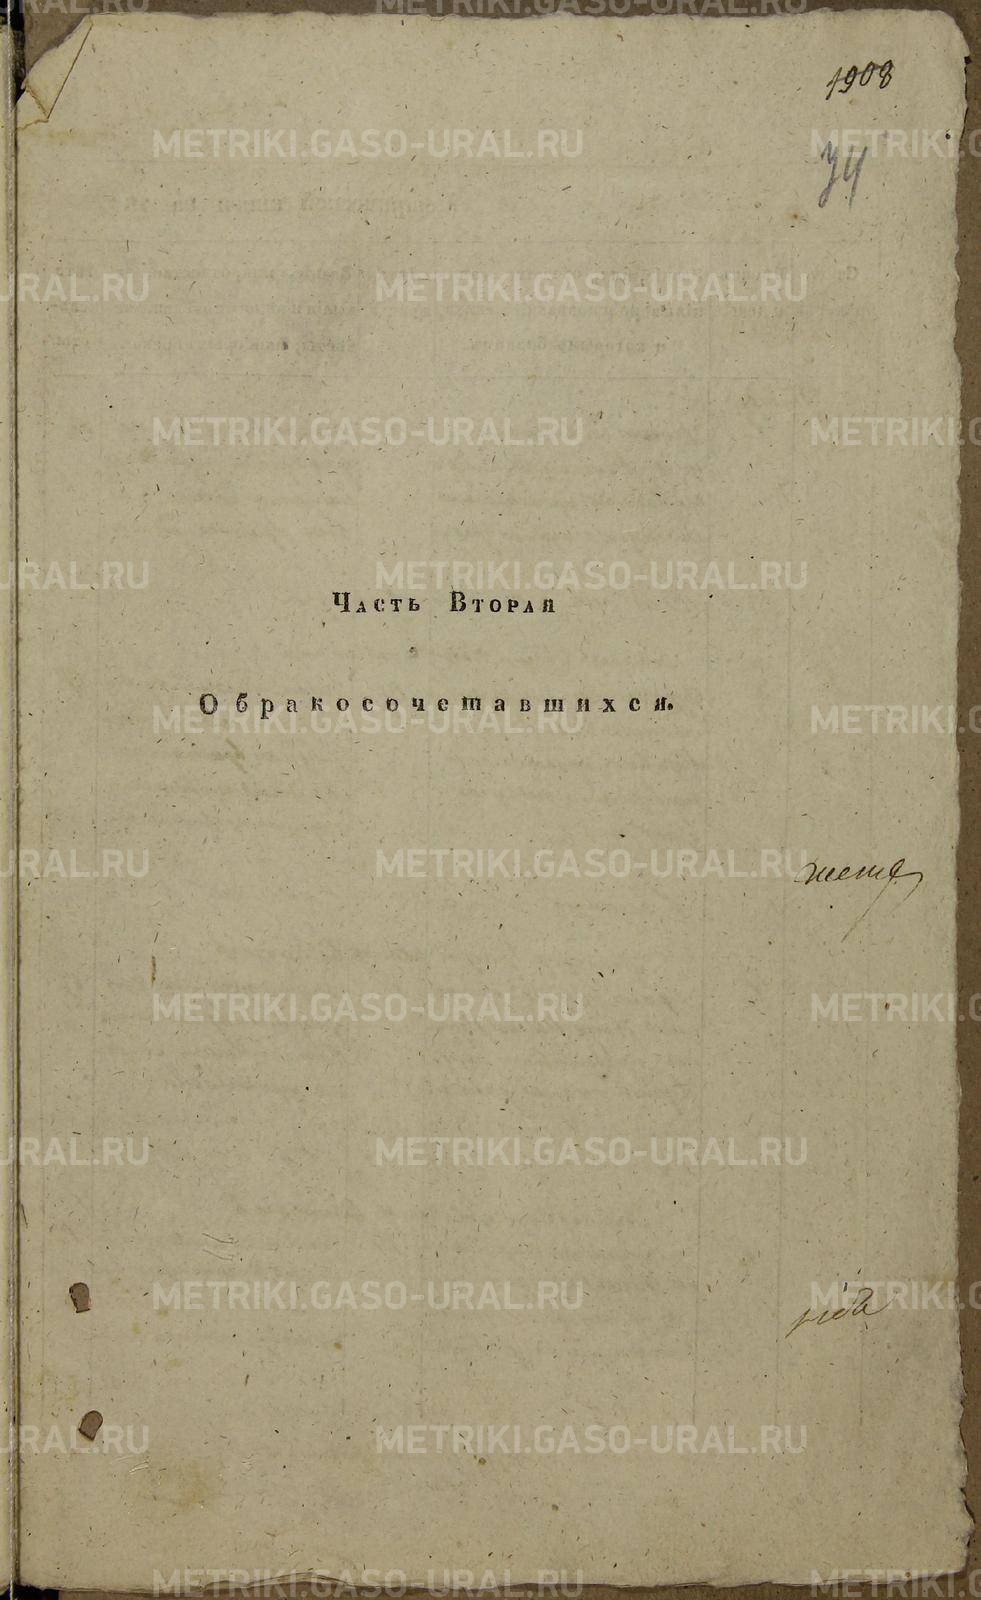 1908
34
Часть Вторая
О бракосочетавшихся.